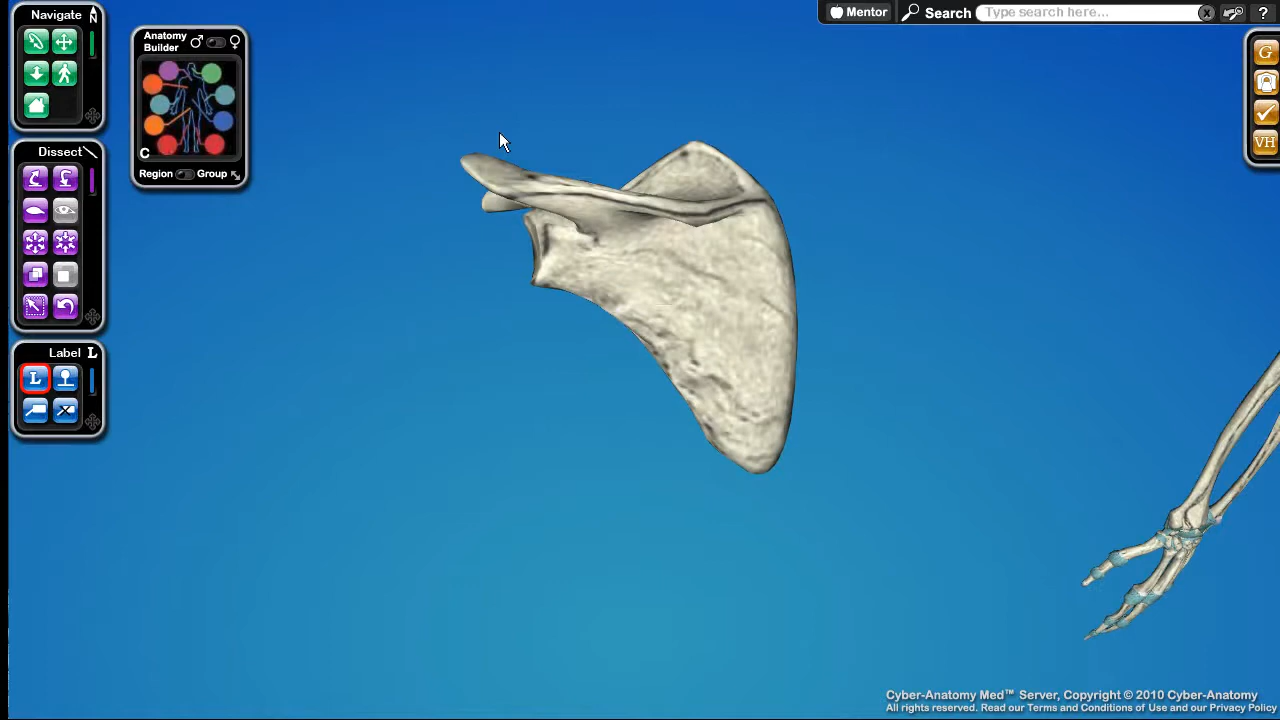 Navigate N
Anatomy
Builder
C
Region Group
Dissect
Label L
L
Mentor Search Type search here... x ?
G
VH
Cyber-Anatomy Med™ Server, Copyright © 2010 Cyber-Anatomy
All rights reserved. Read our Terms and Conditions of Use and our Privacy Policy